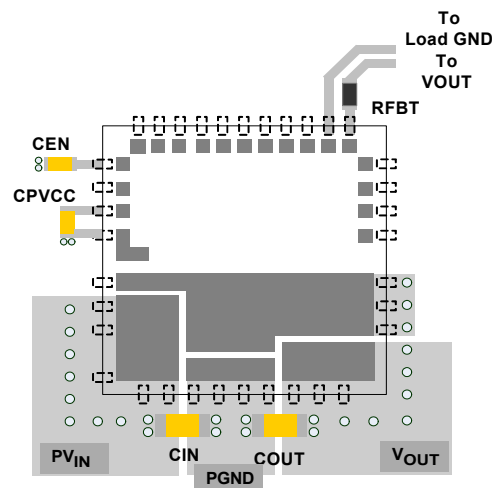 To
Load GND
To
VOUT
RFBT
CEN
CPVCC
CIN
COUT
PVIN
PGND
VOUT